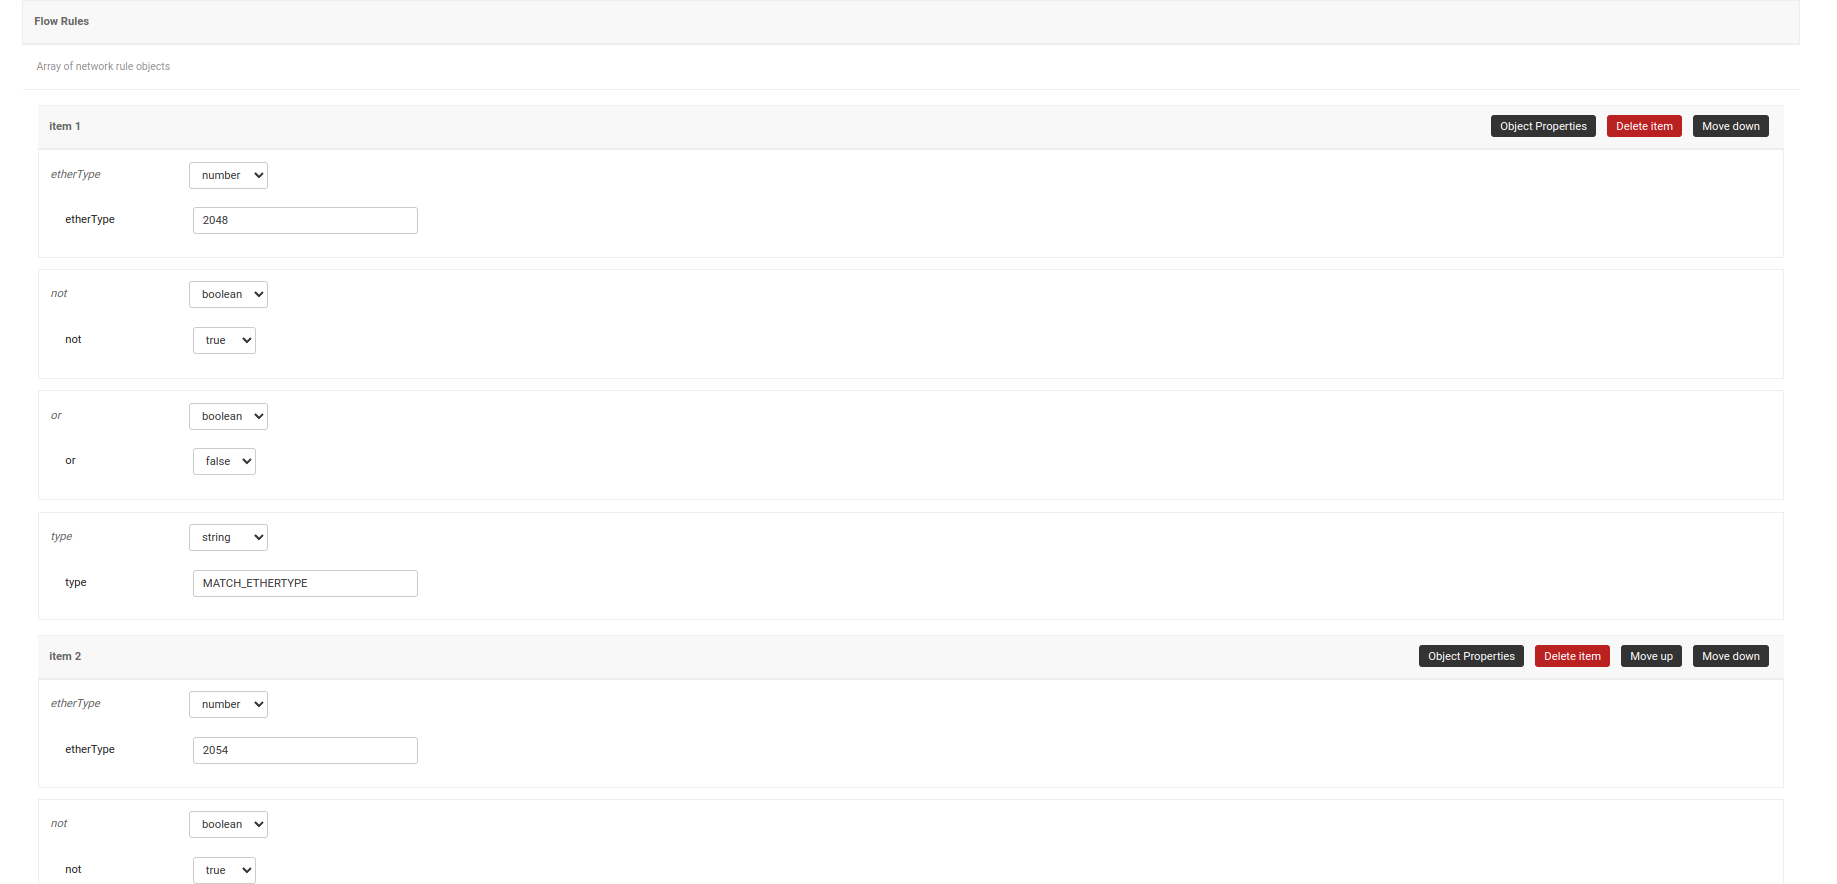 Flow Rules
Array of network rule objects
item 1 Object Properties Delete item Move down
etherType number
etherType 2048
not boolean
not true
or boolean
or false
type string
type MATCH_ETHERTYPE
item 2 Object Properties Delete item Move up Move down
etherType number
etherType 2054
not boolean
not true